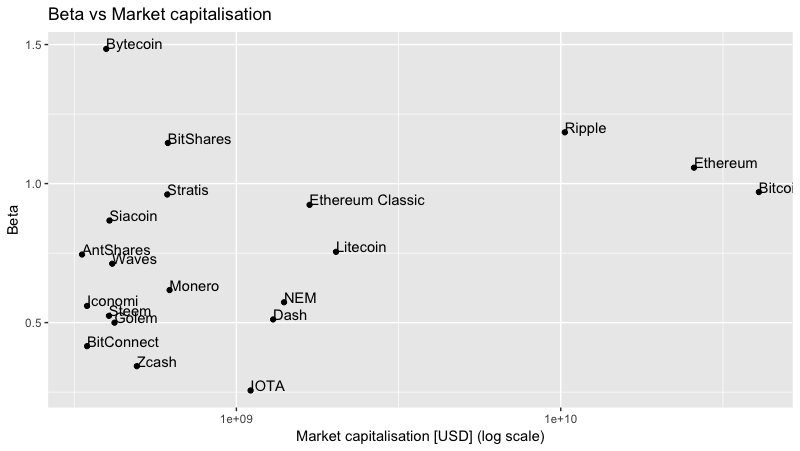 Beta vs Market capitalisation
1.5
Bytecoin
BitShares
Ripple
Ethereum
1.0
Bitcoi
Stratis
Ethereum Classic
Siacoin
Litecoin
AntShares
Waves
Monero
NEM
Iconomi
Steem
Golem
Dash
0.5
BitConnect
Zcash
IOTA
Beta
1e+09
1e+10
Market capitalisation [USD] (log scale)